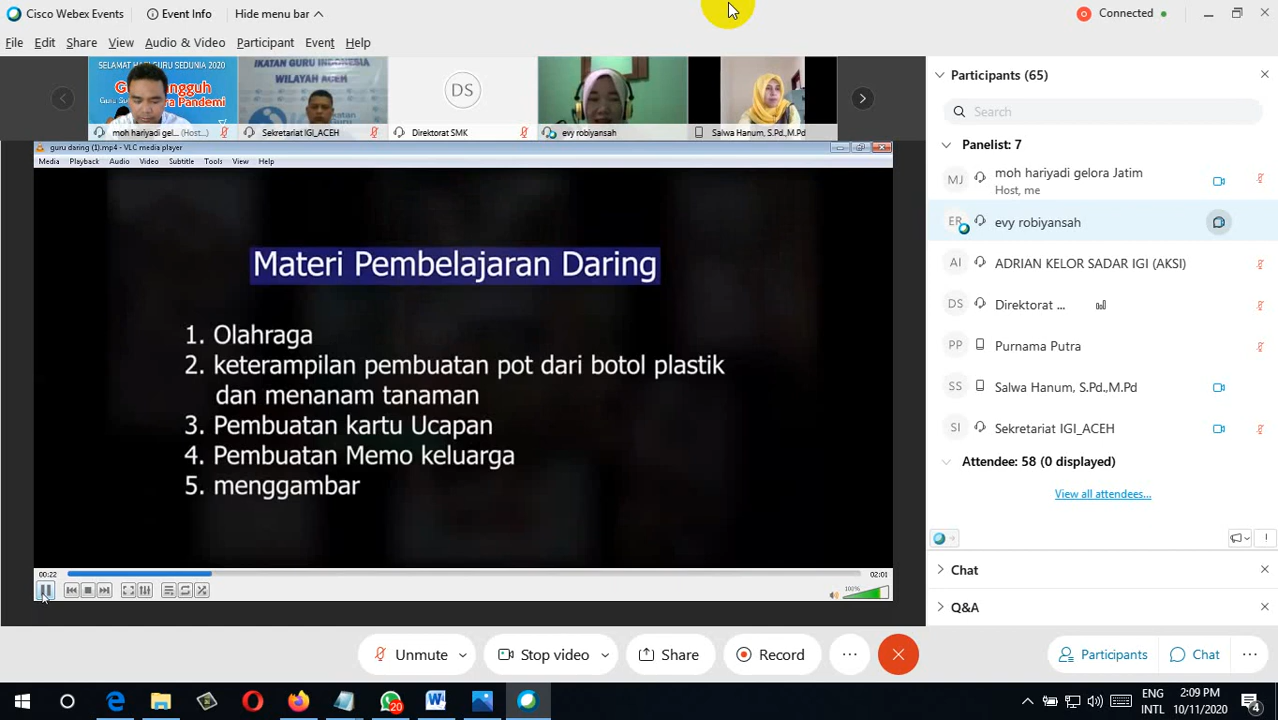 Cisco Webex Events
Event Info
Hide menu bar
Connected
File Edit Share View Audio & Video Participant Event Help
SELAMAT HARI GURU SEDUNIA 2020
Pandemi
moh hariyadi gel... (Host...)
IKATAN GURU INDONESIA
WILAYAH ACEH
Sekretariat IGI_ACEH
DS
Direktorat SMK
evy robiyansah
Salwa Hanum, S.Pd.,M.Pd
guru daring (1).mp4 - VLC media player
Media Playback Audio Video Subtitle Tools View Help
Materi Pembelajaran Daring
1. Olahraga
2. keterampilan pembuatan pot dari botol plastik
dan menanam tanaman
3. Pembuatan kartu Ucapan
4. Pembuatan Memo keluarga
5. menggambar
00:22
02:01
100%
Participants (65)
Search
Panelist: 7
MJ
moh hariyadi gelora Jatim
Host, me
ER
evy robiyansah
AI
ADRIAN KELOR SADAR IGI (AKSI)
DS
Direktorat ...
PP
Purnama Putra
SS
Salwa Hanum, S.Pd.,M.Pd
SI
Sekretariat IGI_ACEH
Attendee: 58 (0 displayed)
View all attendees...
Chat
Q&A
Unmute
Stop video
Share
Record
Participants
Chat
20
ENG
INTL
2:09 PM
10/11/2020
4